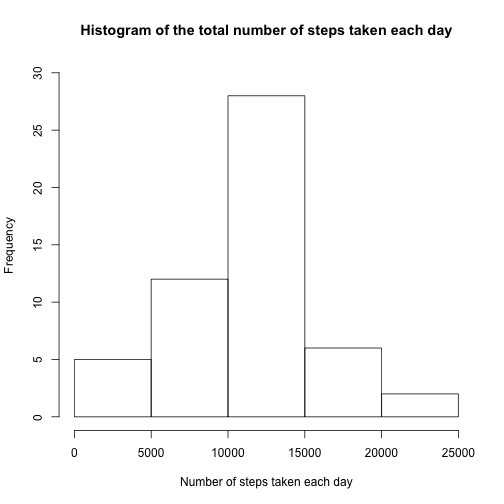 Histogram of the total number of steps taken each day
Frequency
30
25
20
15
10
5
0
0 5000 10000 15000 20000 25000
Number of steps taken each day